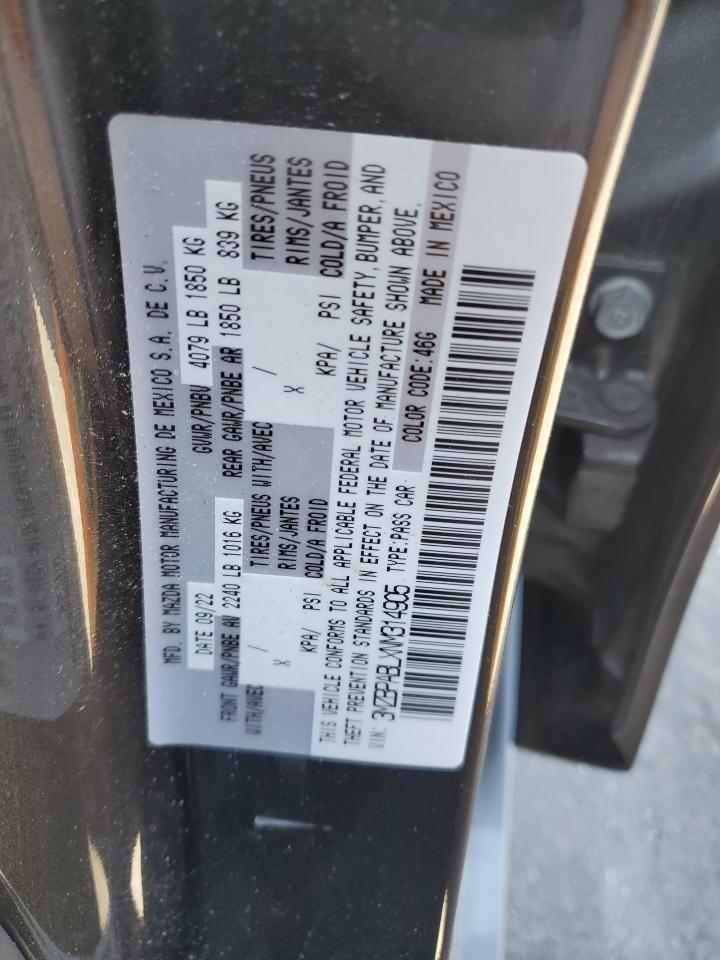 MFD. BY MAZDA MOTOR MANUFACTURING DE MEXICO S.A. DE C.V.
DATE 09/22 GVWR/PNBV 4079 LB 1850 KG
FRONT GAWR/PNBE AV 2240 LB 1016 KG REAR GAWR/PNBE AR 1850 LB 839 KG
WITH/AVEC / TIRES/PNEUS WITH/AVEC / TIRES/PNEUS
X RIMS/JANTES X RIMS/JANTES
KPA/ PSI COLD/A FROID KPA/ PSI COLD/A FROID
THIS VEHICLE CONFORMS TO ALL APPLICABLE FEDERAL MOTOR VEHICLE SAFETY, BUMPER, AND
THEFT PREVENTION STANDARDS IN EFFECT ON THE DATE OF MANUFACTURE SHOWN ABOVE.
VIN: TYPE:PASS CAR COLOR CODE:46G MADE IN MEXICO